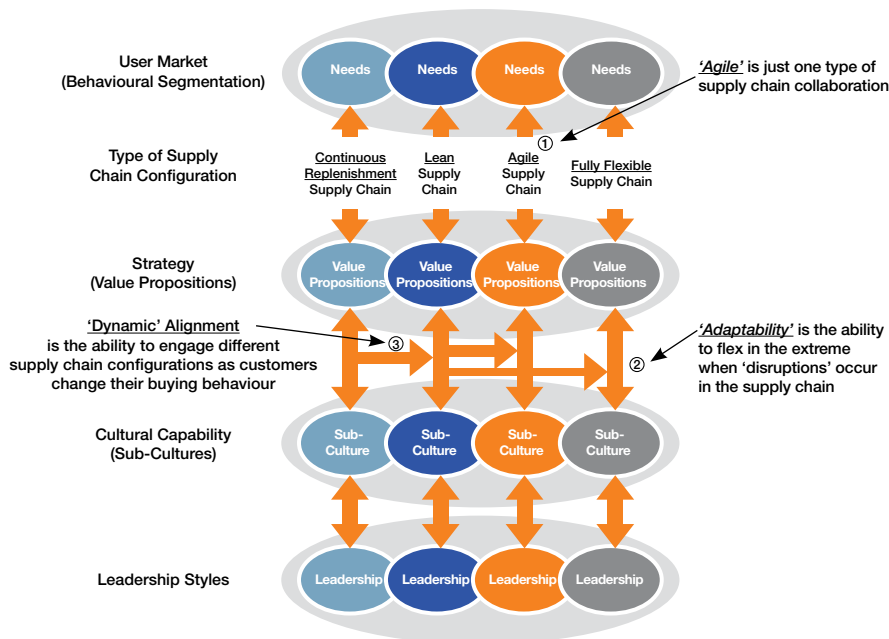 User Market
(Behavioural Segmentation)
Needs
Needs
Needs
Needs
‘Agile’ is just one type of
supply chain collaboration
①
Type of Supply
Chain Configuration
Continuous
Replenishment
Supply Chain
Lean
Supply
Chain
Agile
Supply
Chain
Fully Flexible
Supply Chain
Strategy
(Value Propositions)
Value
Propositions
Value
Propositions
Value
Propositions
Value
Propositions
‘Dynamic’ Alignment
is the ability to engage different
supply chain configurations as customers
change their buying behaviour
③
②
‘Adaptability’ is the ability
to flex in the extreme
when ‘disruptions’ occur
in the supply chain
Cultural Capability
(Sub-Cultures)
Sub-
Culture
Sub-
Culture
Sub-
Culture
Sub-
Culture
Leadership Styles
Leadership
Leadership
Leadership
Leadership